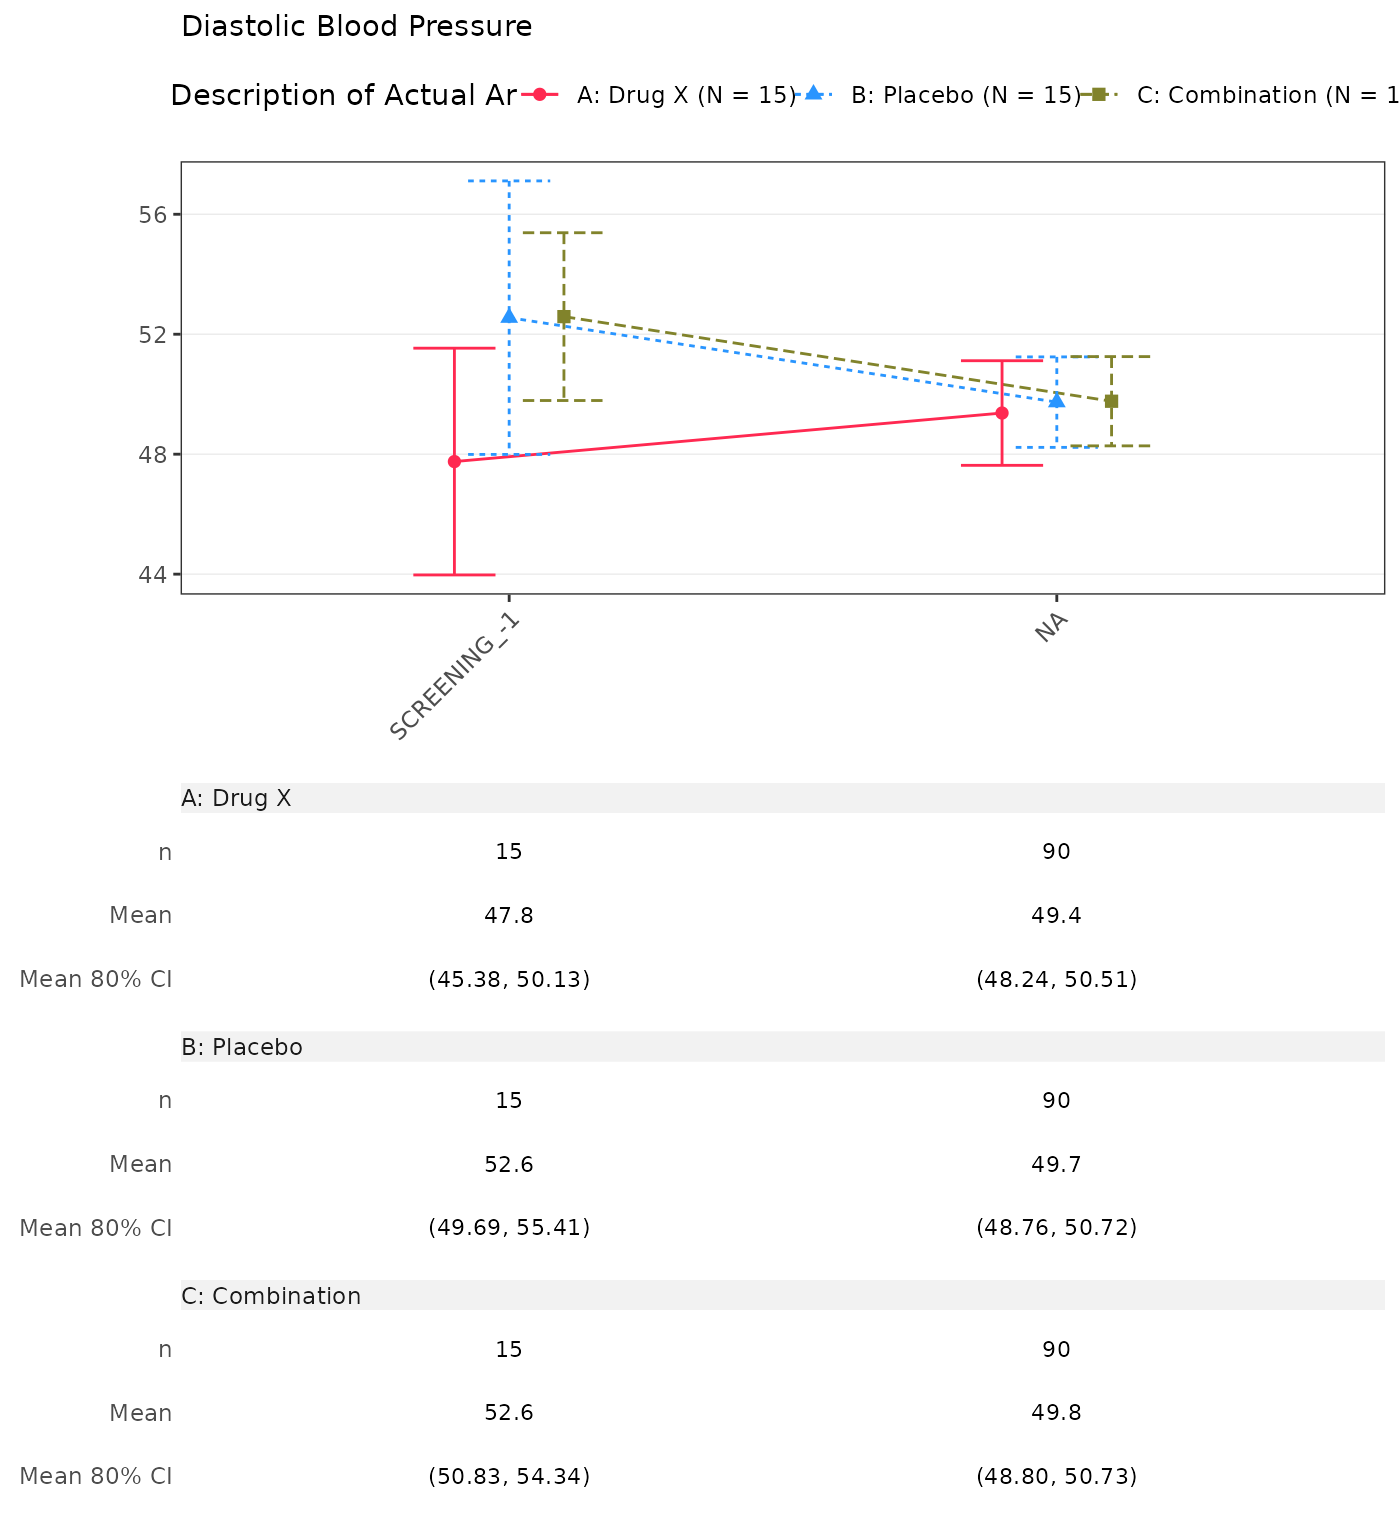 Diastolic Blood Pressure
Description of Actual Ar A: Drug X (N = 15) B: Placebo (N = 15) C: Combination (N = 1
56
52
48
44
SCREENING_-1 NA
A: Drug X
n 15 90
Mean 47.8 49.4
Mean 80% CI (45.38, 50.13) (48.24, 50.51)
B: Placebo
n 15 90
Mean 52.6 49.7
Mean 80% CI (49.69, 55.41) (48.76, 50.72)
C: Combination
n 15 90
Mean 52.6 49.8
Mean 80% CI (50.83, 54.34) (48.80, 50.73)